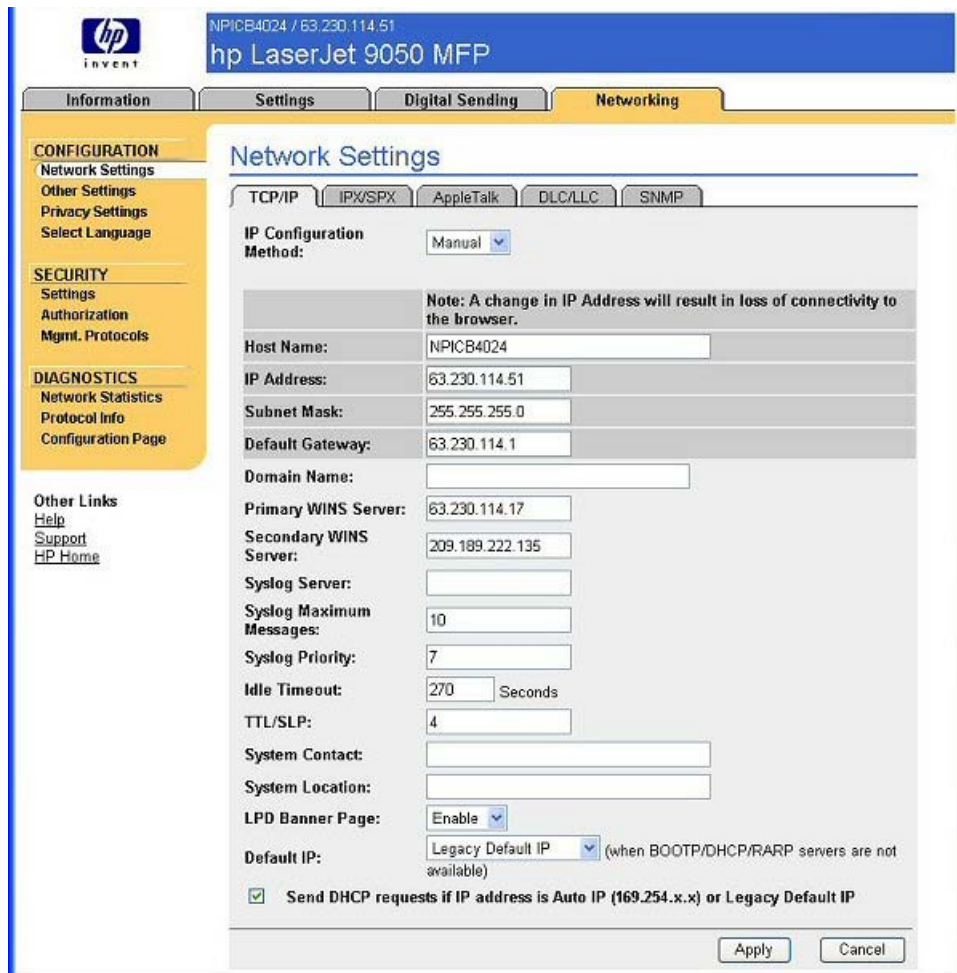 hp
invent
NPICB4024 / 63.230.114.51
hp LaserJet 9050 MFP
Information
Settings
Digital Sending
Networking
CONFIGURATION
Network Settings
Other Settings
Privacy Settings
Select Language
SECURITY
Settings
Authorization
Mgmt. Protocols
DIAGNOSTICS
Network Statistics
Protocol Info
Configuration Page
Other Links
Help
Support
HP Home
Network Settings
TCP/IP
IPX/SPX
AppleTalk
DLC/LLC
SNMP
IP Configuration
Method:
Manual
Note: A change in IP Address will result in loss of connectivity to
the browser.
Host Name: NPICB4024
IP Address: 63.230.114.51
Subnet Mask: 255.255.255.0
Default Gateway: 63.230.114.1
Domain Name:
Primary WINS Server: 63.230.114.17
Secondary WINS
Server:
209.189.222.135
Syslog Server:
Syslog Maximum
Messages:
10
Syslog Priority: 7
Idle Timeout: 270 Seconds
TTL/SLP: 4
System Contact:
System Location:
LPD Banner Page: Enable
Default IP: Legacy Default IP (when BOOTP/DHCP/RARP servers are not
available)
Send DHCP requests if IP address is Auto IP (169.254.x.x) or Legacy Default IP
Apply
Cancel